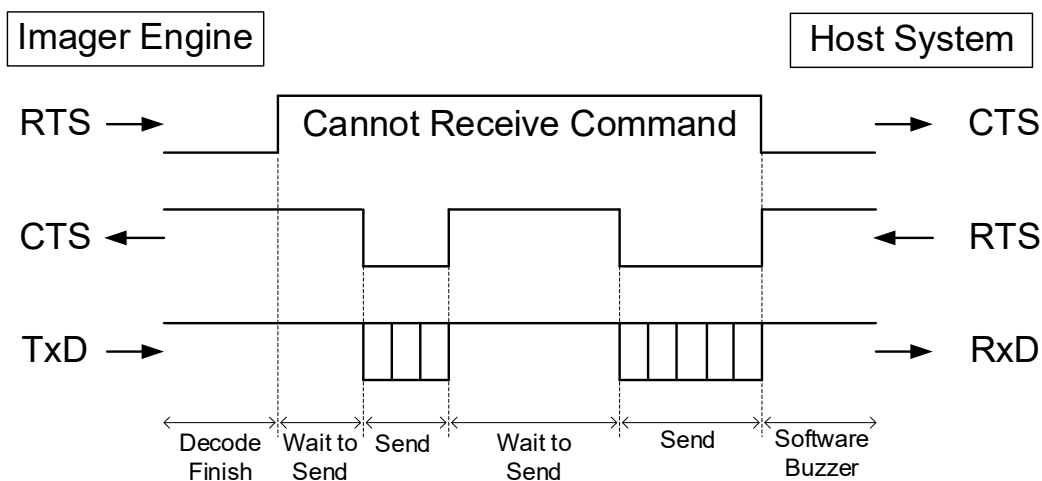 Imager Engine
Host System
RTS
Cannot Receive Command
CTS
CTS
RTS
TxD
RxD
Decode
Finish
Wait to
Send
Send
Wait to
Send
Send
Software
Buzzer